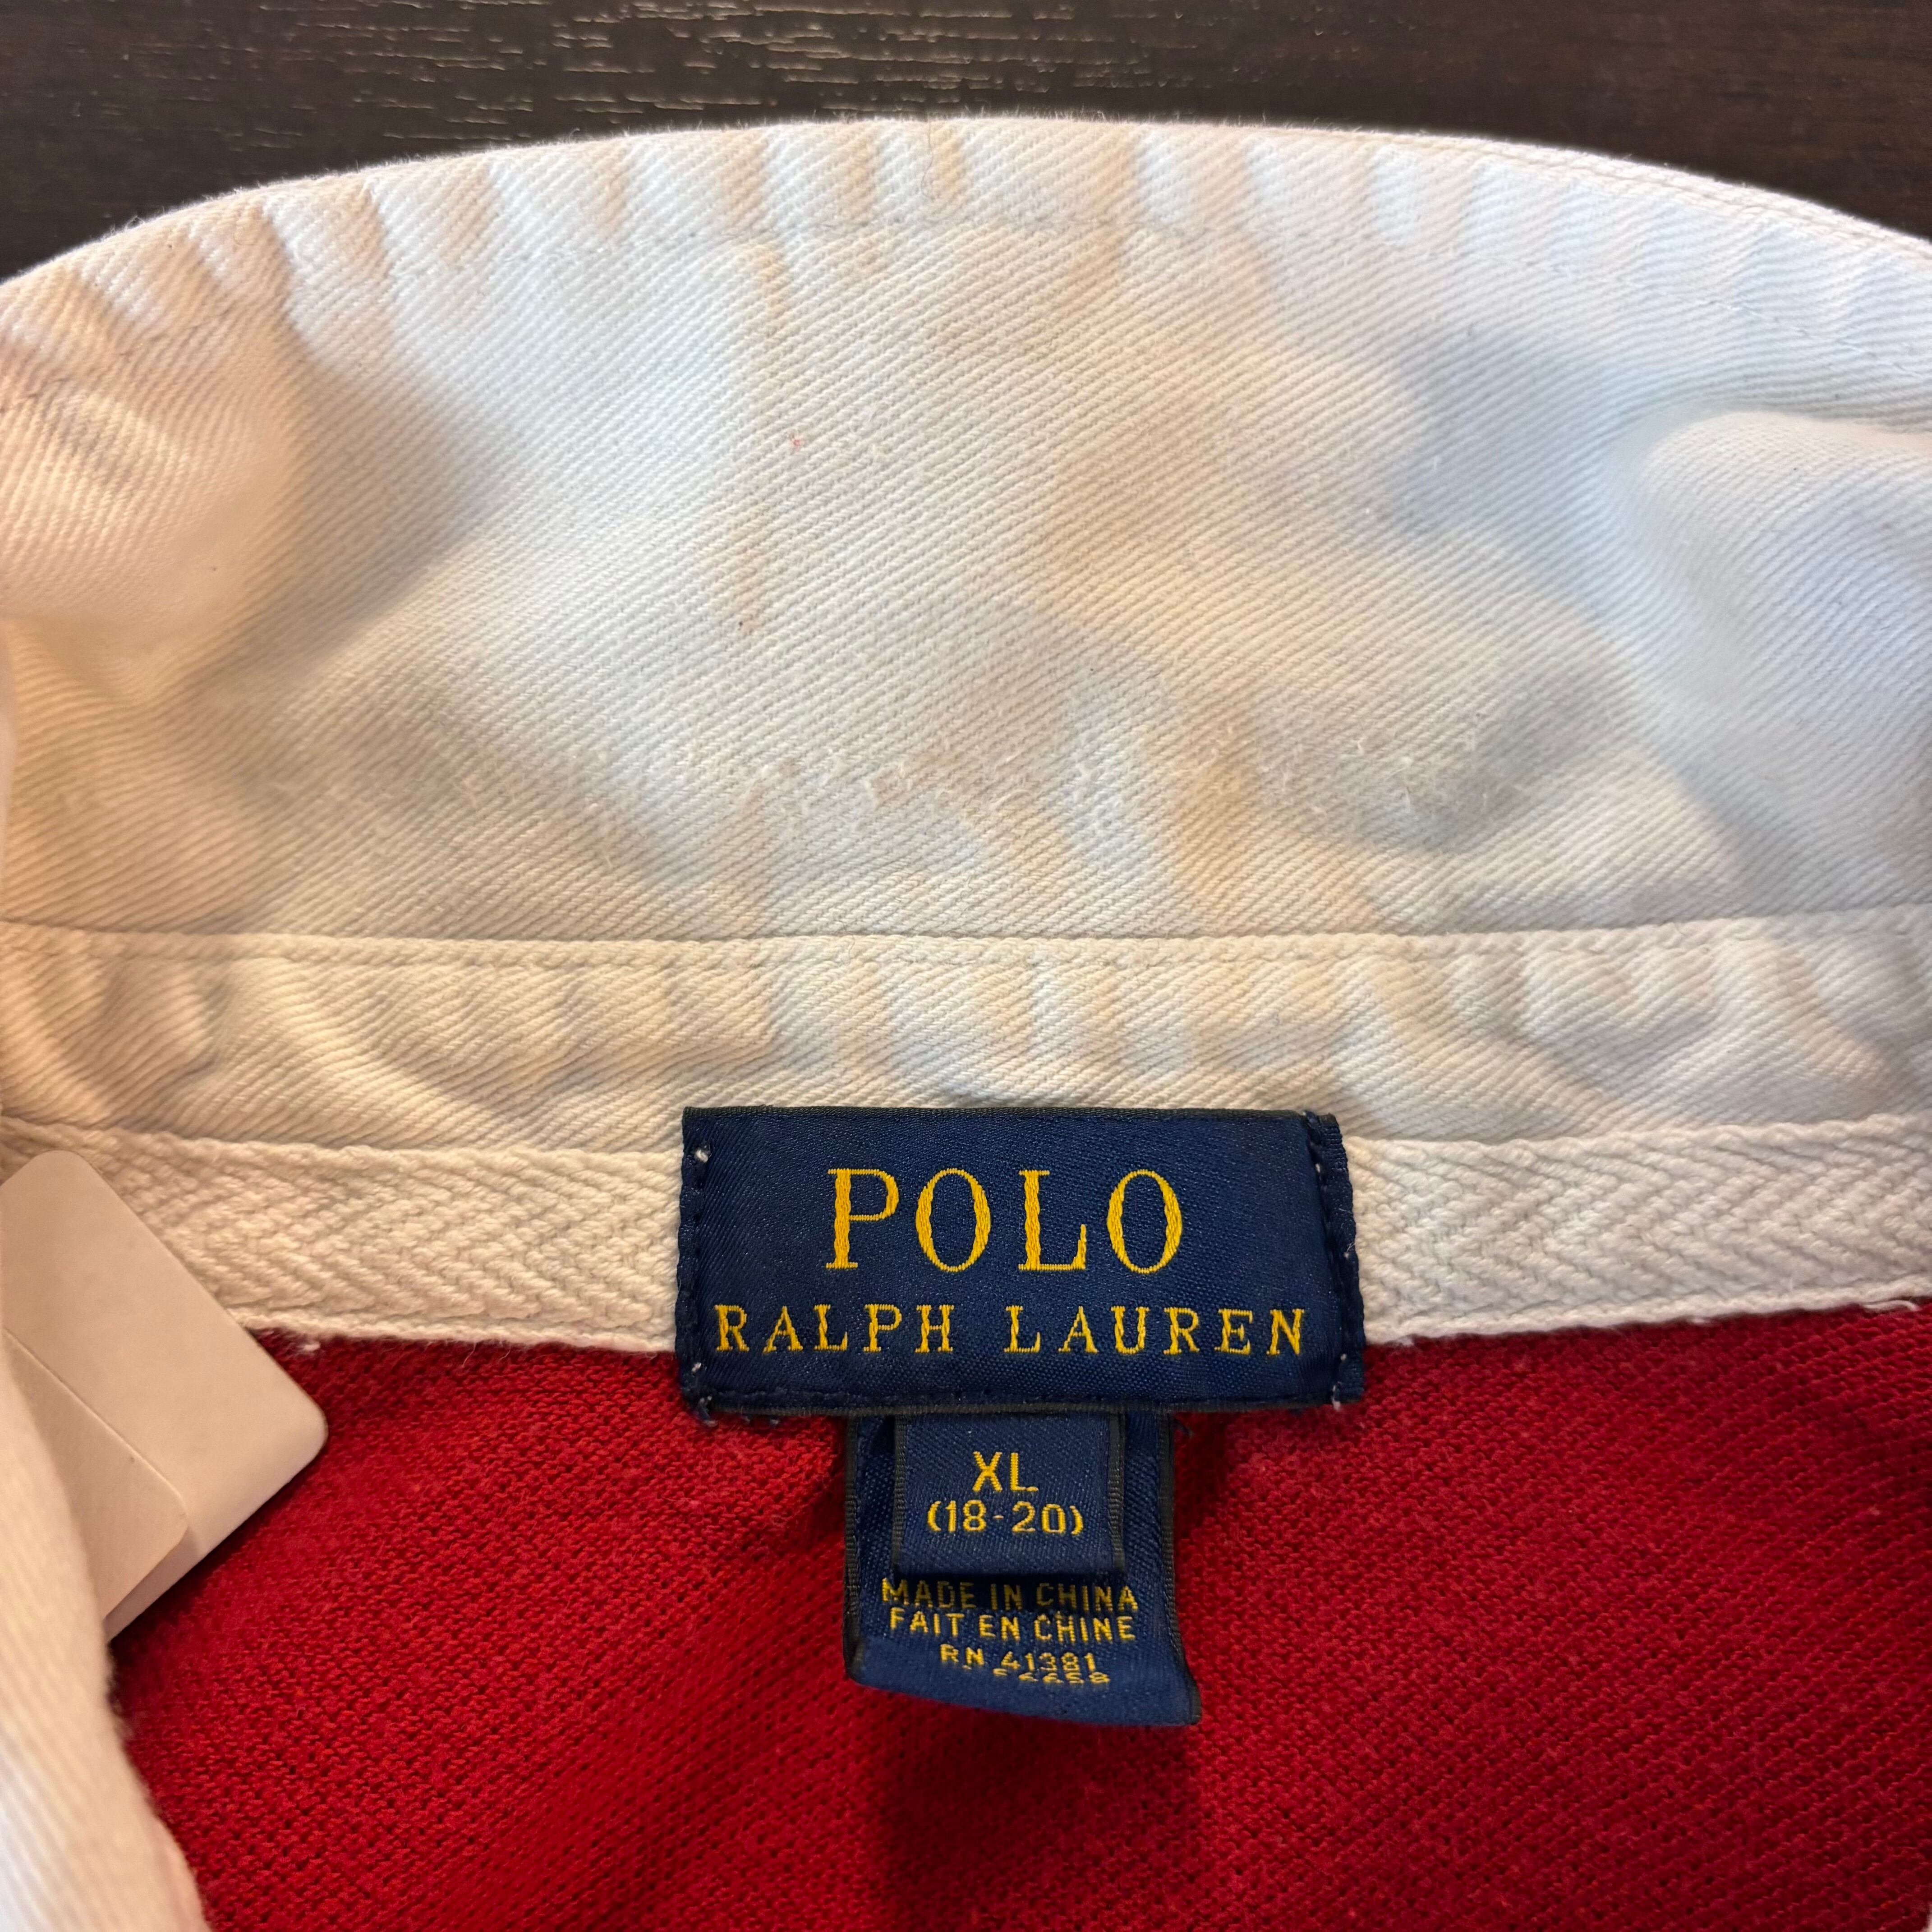 POLO
RALPH LAUREN
XL
(18-20)
MADE IN CHINA
FAIT EN CHINE
RN 41381